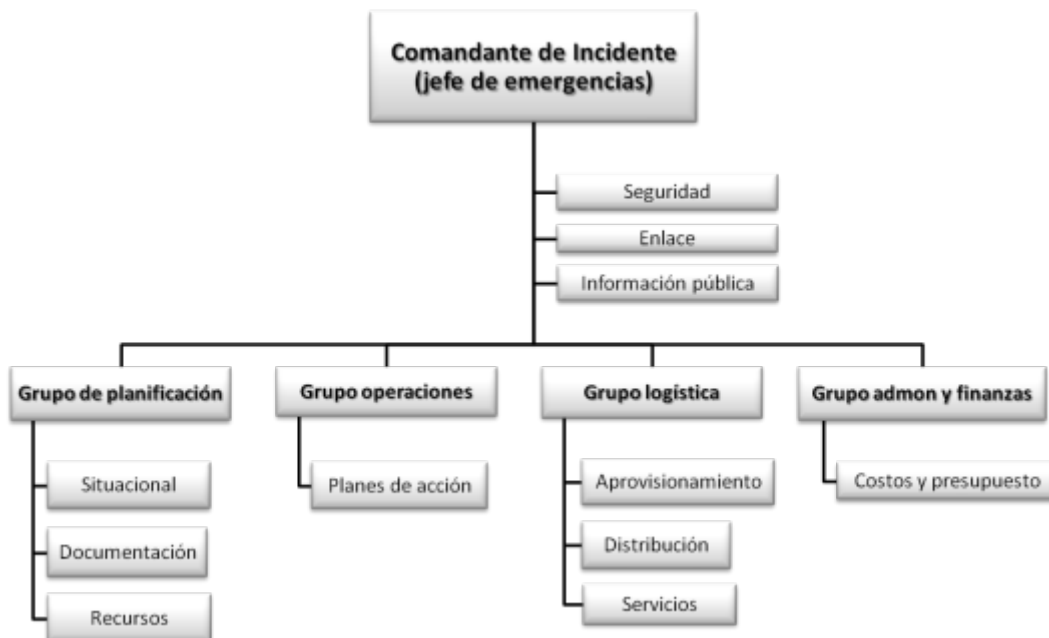 Comandante de Incidente
(jefe de emergencias)
Seguridad
Enlace
Información pública
Grupo de planificación
Grupo operaciones
Grupo logística
Grupo admon y finanzas
Situacional
Planes de acción
Aprovisionamiento
Costos y presupuesto
Documentación
Distribución
Recursos
Servicios